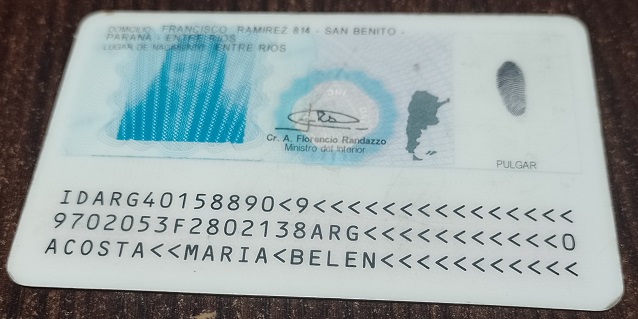 DOMICILIO: FRANCISCO RAMIREZ 814 - SAN BENITO -
PARANA - ENTRE RIOS
LUGAR DE NACIMIENTO: ENTRE RIOS
Cr. A. Florencio Randazzo
Ministro del Interior
PULGAR
IDARG40158890<9<<<<<<<<<<<<<<<
9702053F2802138ARG<<<<<<<<<<<0
ACOSTA<<MARIA<BELEN<<<<<<<<<<<